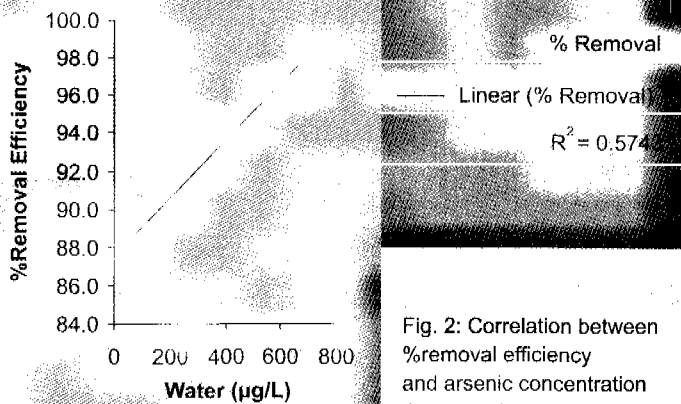 100.0
98.0
96.0
94.0
92.0
90.0
88.0
86.0
84.0
%Removal Efficiency
0 200 400 600 800
Water (µg/L)
% Removal
Linear (% Removal)
R² = 0.574
Fig. 2: Correlation between
%removal efficiency
and arsenic concentration